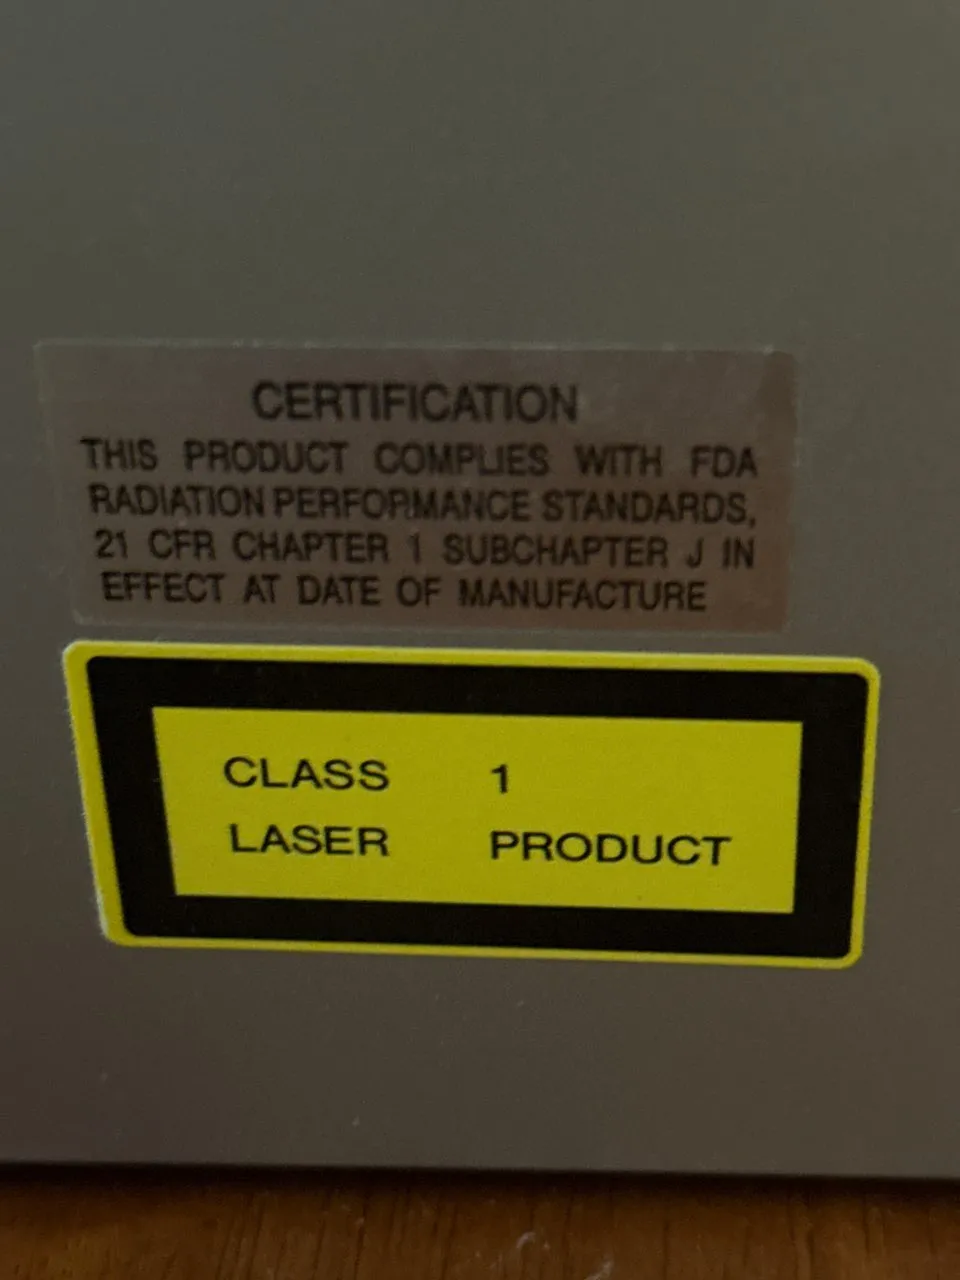 CERTIFICATION
THIS PRODUCT COMPLIES WITH FDA
RADIATION PERFORMANCE STANDARDS,
21 CFR CHAPTER 1 SUBCHAPTER J IN
EFFECT AT DATE OF MANUFACTURE
CLASS 1
LASER PRODUCT